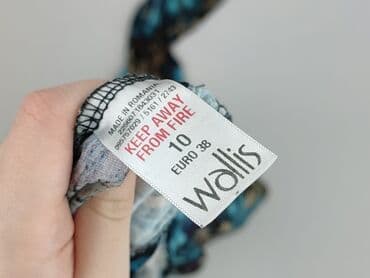 MADE IN ROMANIA
KEEP AWAY
FROM FIRE
10
EURO 38
Wallis